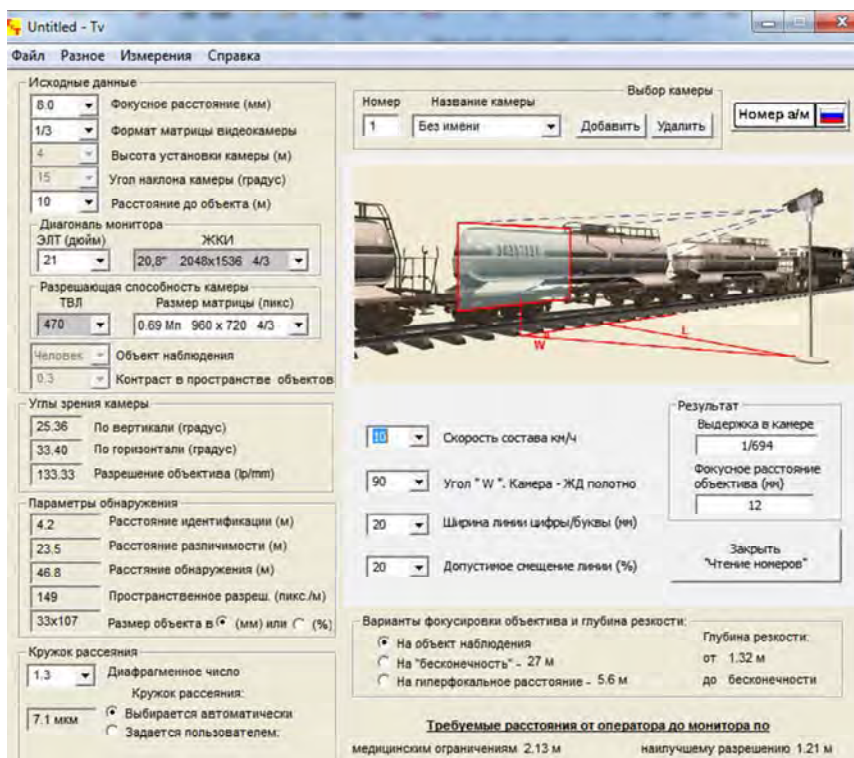 Untitled - Tv
Файл Разное Измерения Справка
Исходные данные
8.0 Фокусное расстояние (мм)
1/3 Формат матрицы видеокамеры
4 Высота установки камеры (м)
15 Угол наклона камеры (градус)
10 Расстояние до объекта (м)
Диагональ монитора
ЭЛТ (дюйм) ЖКИ
21 20,8" 2048x1536 4/3
Разрешающая способность камеры
ТВЛ Размер матрицы (пикс)
470 0.69 Мп 960 x 720 4/3
Человек Объект наблюдения
0.3 Контраст в пространстве объектов
Углы зрения камеры
25.36 По вертикали (градус)
33.40 По горизонтали (градус)
133.33 Разрешение объектива (lp/mm)
Параметры обнаружения
4.2 Расстояние идентификации (м)
23.5 Расстояние различимости (м)
46.8 Расстяние обнаружения (м)
149 Пространственное разреш. (пикс./м)
33x107 Размер объекта в (мм) или (%)
Кружок рассеяния
1.3 Диафрагменное число
Кружок рассеяния:
7.1 мкм Выбирается автоматически
Задается пользователем:
Выбор камеры
Номер Название камеры
1 Без имени Добавить Удалить
Номер а/м
W L
10 Скорость состава км/ч
90 Угол " W ". Камера - ЖД полотно
20 Ширина линии цифры/буквы (мм)
20 Допустимое смещение линии (%)
Результат
Выдержка в камере
1/694
Фокусное расстояние
объектива (мм)
12
Закрыть
"Чтение номеров"
Варианты фокусировки объектива и глубина резкости:
На объект наблюдения
На "бесконечность" - 27 м
На гиперфокальное расстояние - 5.6 м
Глубина резкости:
от 1.32 м
до бесконечности
Требуемые расстояния от оператора до монитора по
медицинским ограничениям 2.13 м наилучшему разрешению 1.21 м